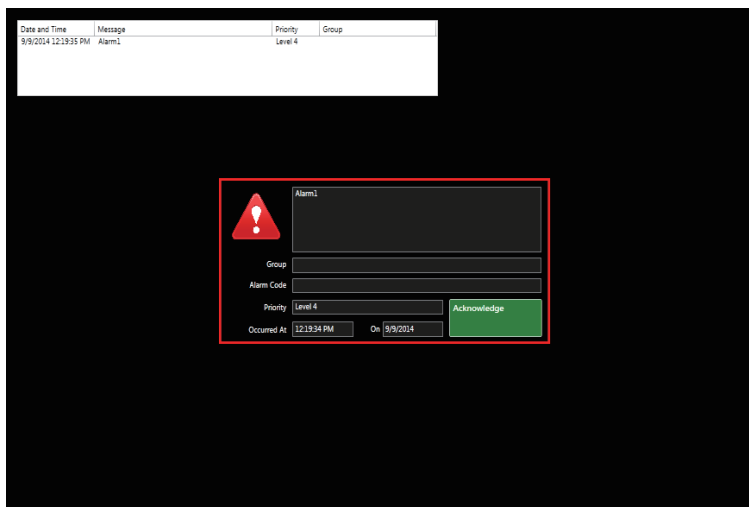 Date and Time Message Priority Group
9/9/2014 12:19:35 PM Alarm1 Level 4
Alarm1
Group
Alarm Code
Priority Level 4 Acknowledge
Occurred At 12:19:34 PM On 9/9/2014